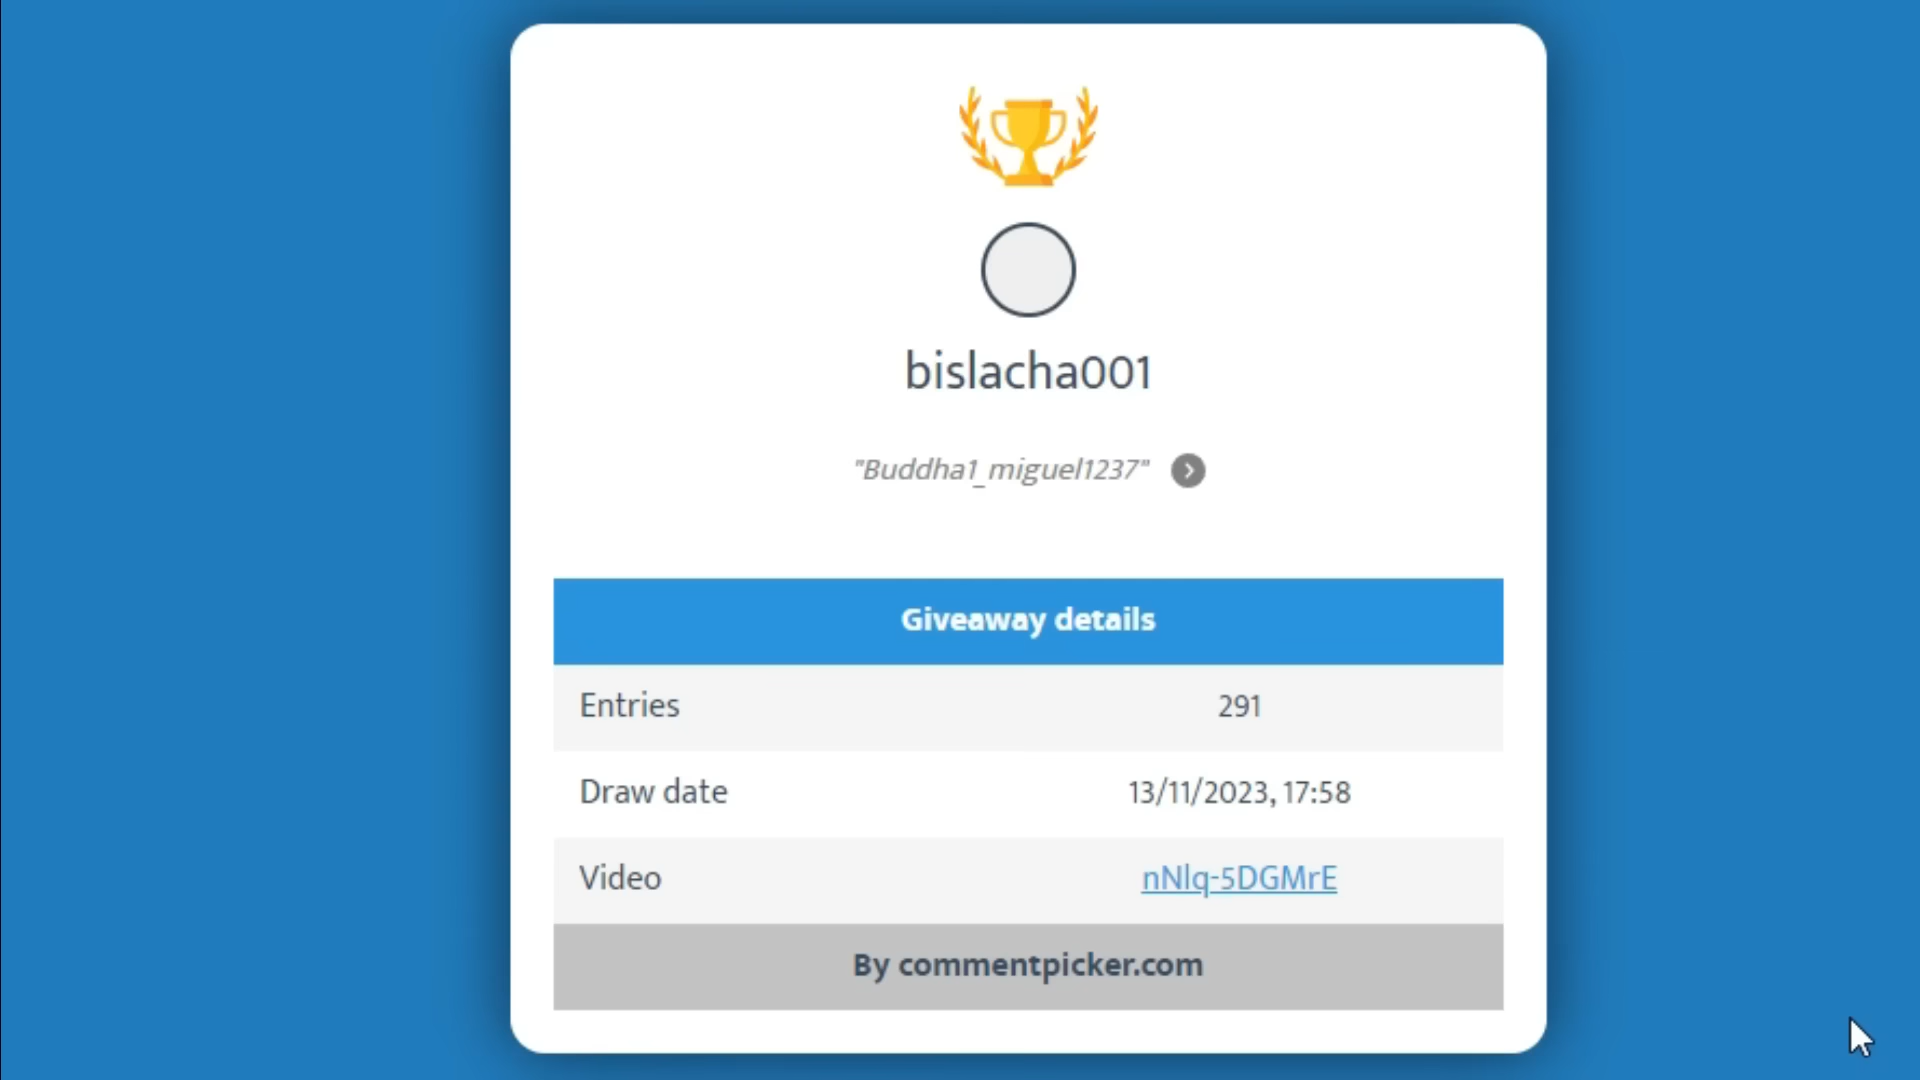 bislacha001
"Buddha1_miguel1237"
Giveaway details
Entries 291
Draw date 13/11/2023, 17:58
Video nNlq-5DGMrE
By commentpicker.com